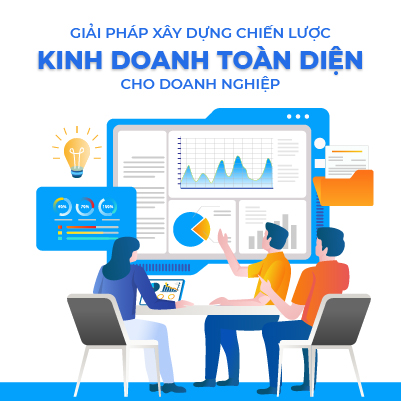 GIẢI PHÁP XÂY DỰNG CHIẾN LƯỢC
KINH DOANH TOÀN DIỆN
CHO DOANH NGHIỆP